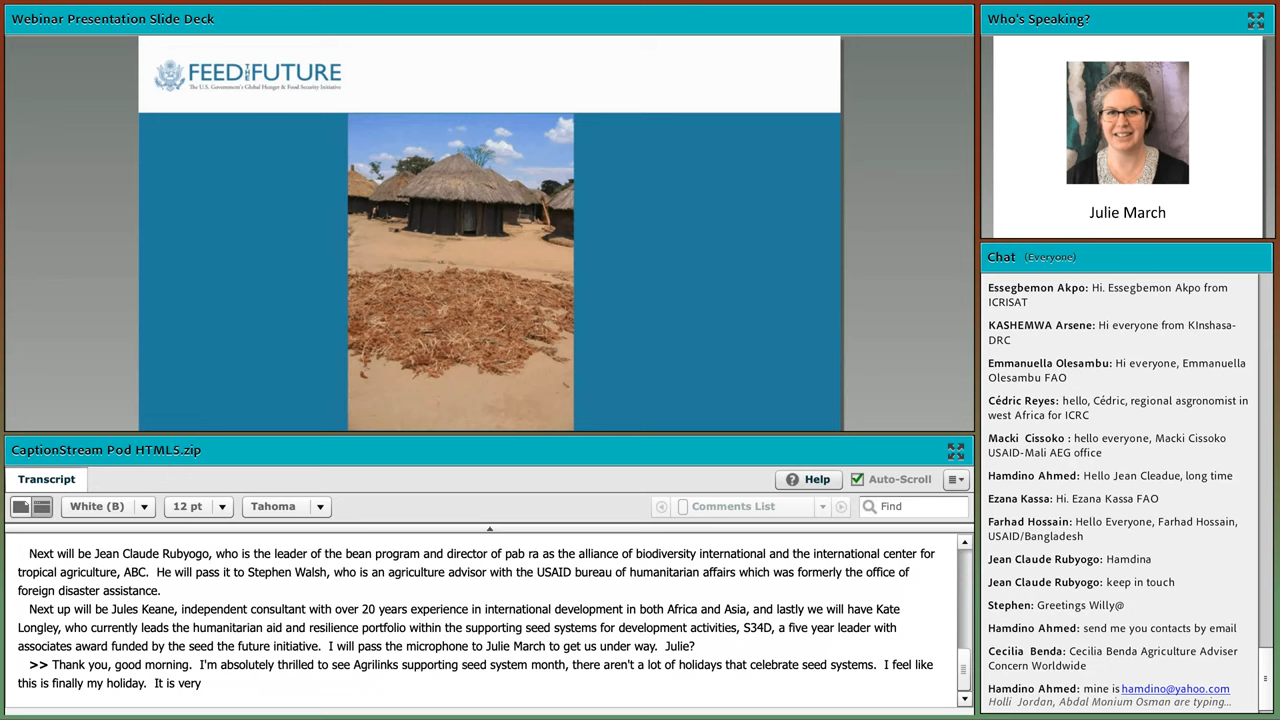 Webinar Presentation Slide Deck
FEED THE FUTURE
The U.S. Government's Global Hunger & Food Security Initiative
CaptionStream Pod HTML5.zip
Transcript
Help
Auto-Scroll
White (B)
12 pt
Tahoma
Comments List
Find
Next will be Jean Claude Rubyogo, who is the leader of the bean program and director of pab ra as the alliance of biodiversity international and the international center for
tropical agriculture, ABC. He will pass it to Stephen Walsh, who is an agriculture advisor with the USAID bureau of humanitarian affairs which was formerly the office of
foreign disaster assistance.
Next up will be Jules Keane, independent consultant with over 20 years experience in international development in both Africa and Asia, and lastly we will have Kate
Longley, who currently leads the humanitarian aid and resilience portfolio within the supporting seed systems for development activities, S34D, a five year leader with
associates award funded by the seed the future initiative. I will pass the microphone to Julie March to get us under way. Julie?
>> Thank you, good morning. I'm absolutely thrilled to see Agrilinks supporting seed system month, there aren't a lot of holidays that celebrate seed systems. I feel like
this is finally my holiday. It is very
Who's Speaking?
Julie March
Chat (Everyone)
Essegbemon Akpo: Hi. Essegbemon Akpo from
ICRISAT
KASHEMWA Arsene: Hi everyone from KInshasa-
DRC
Emmanuella Olesambu: Hi everyone, Emmanuella
Olesambu FAO
Cédric Reyes: hello, Cédric, regional asgronomist in
west Africa for ICRC
Macki Cissoko : hello everyone, Macki Cissoko
USAID-Mali AEG office
Hamdino Ahmed: Hello Jean Cleadue, long time
Ezana Kassa: Hi. Ezana Kassa FAO
Farhad Hossain: Hello Everyone, Farhad Hossain,
USAID/Bangladesh
Jean Claude Rubyogo: Hamdina
Jean Claude Rubyogo: keep in touch
Stephen: Greetings Willy@
Hamdino Ahmed: send me you contacts by email
Cecilia Benda: Cecilia Benda Agriculture Adviser
Concern Worldwide
Hamdino Ahmed: mine is hamdino@yahoo.com
Holli Jordan, Abdal Monium Osman are typing...